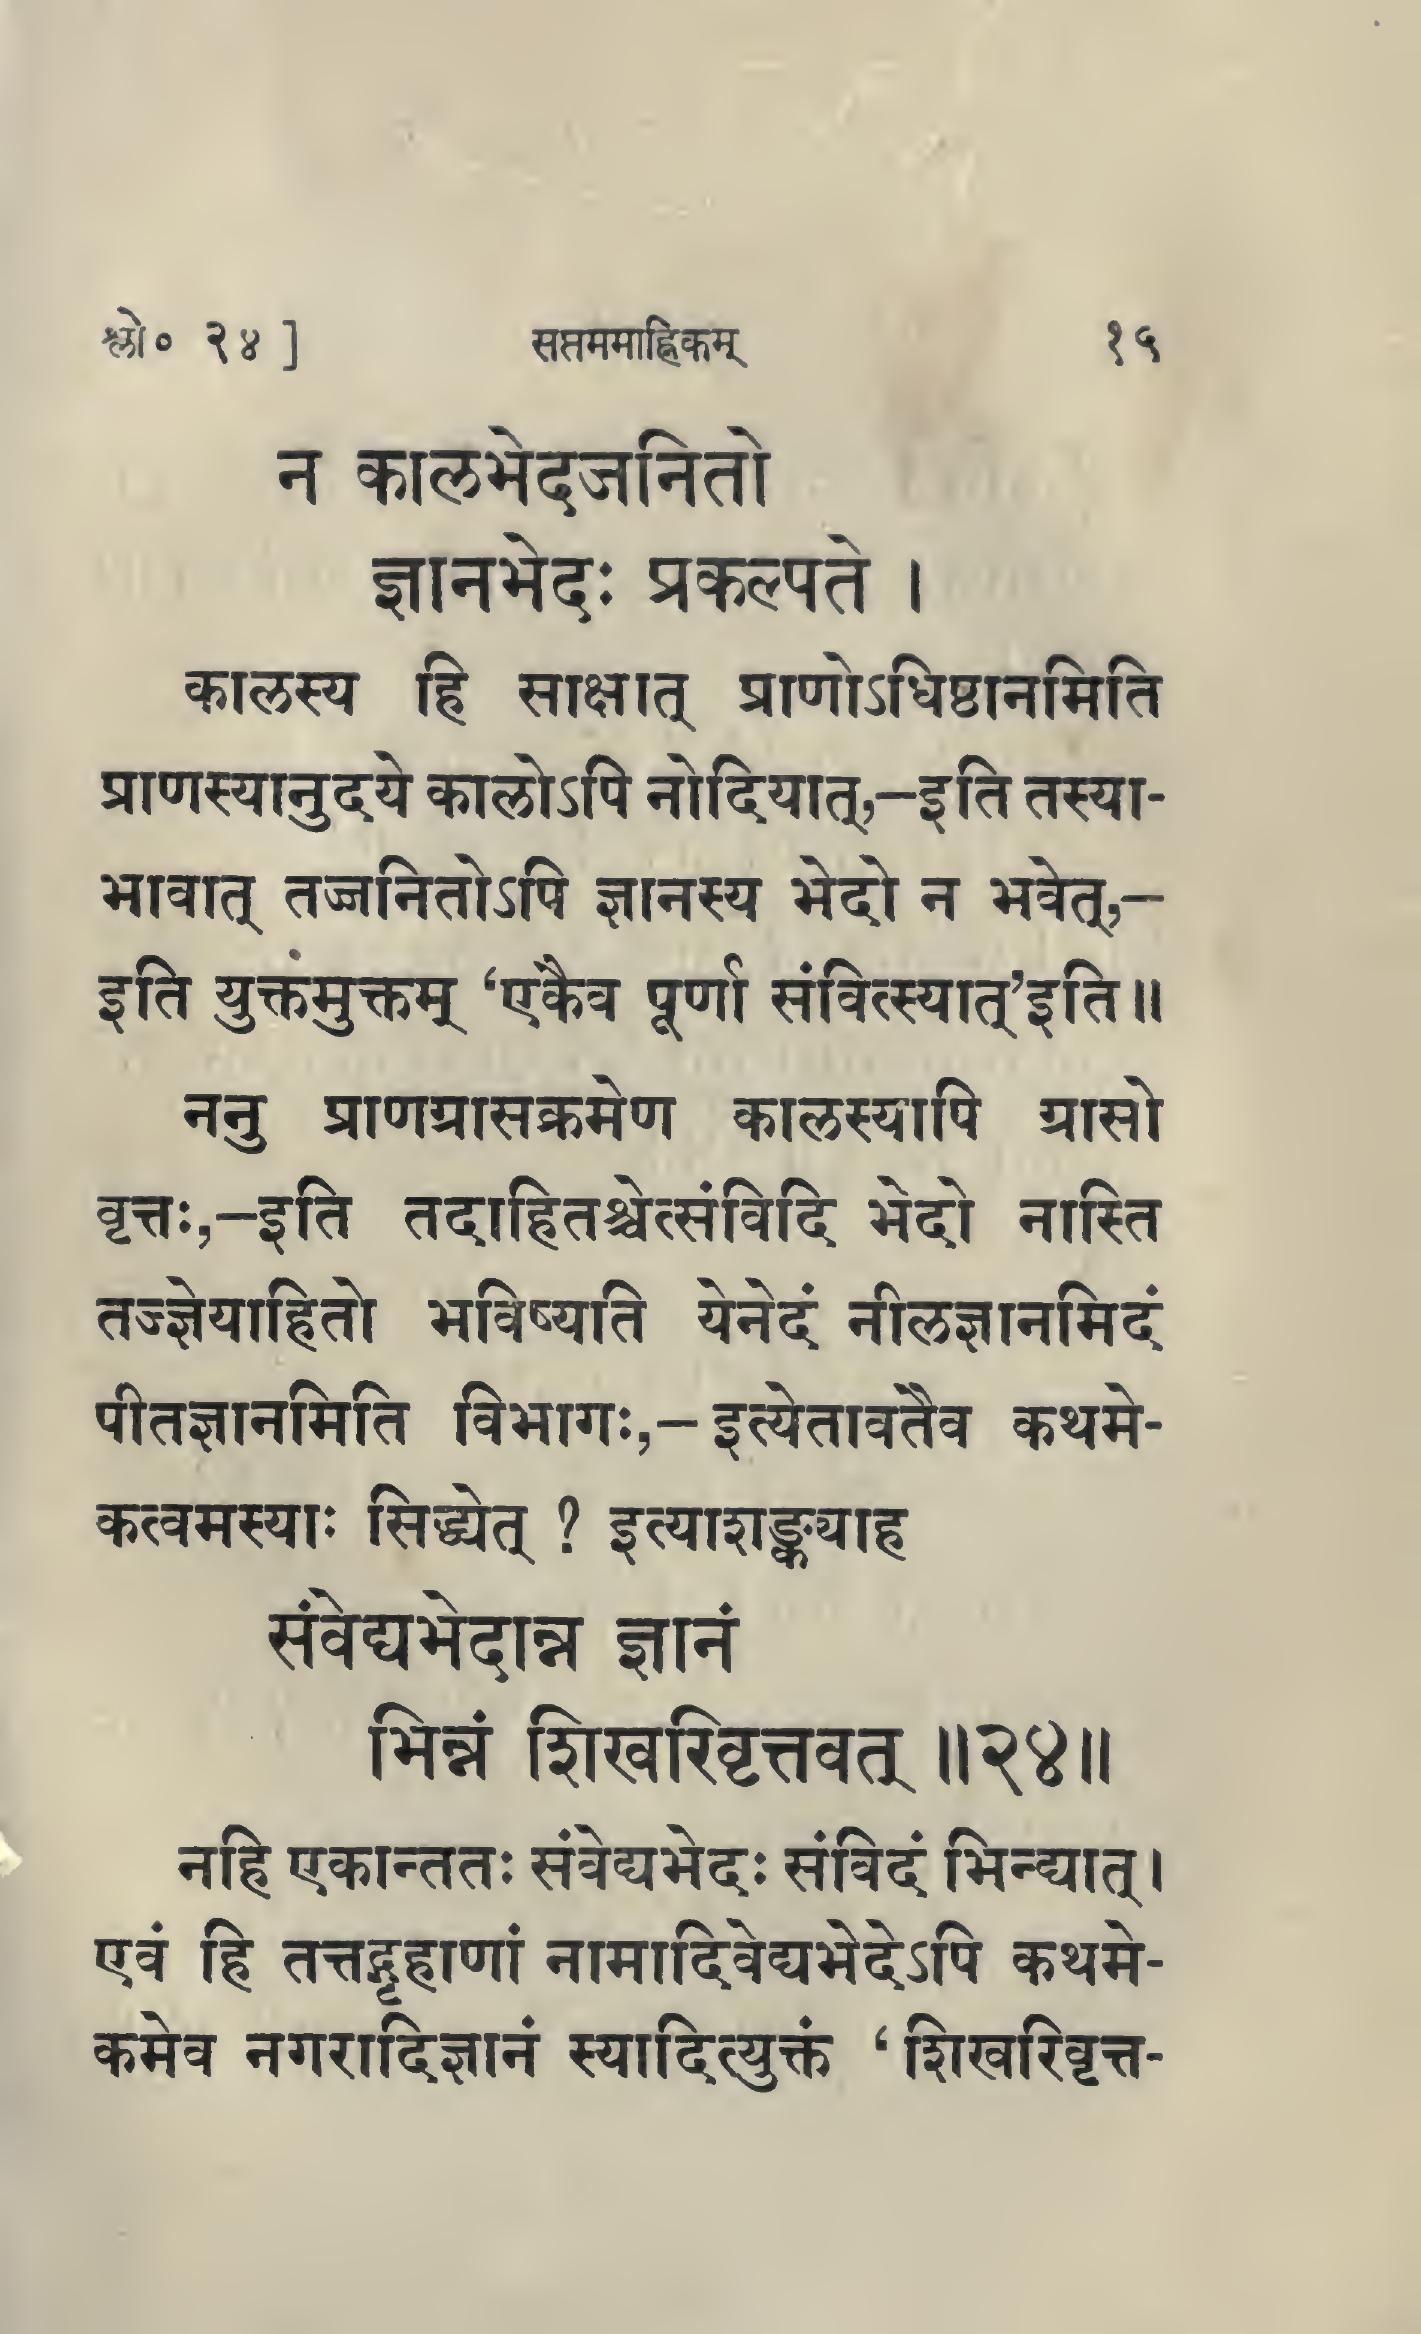 श्लो० २४ ] सप्तममाह्निकम् १५
न कालभेदजनितो
ज्ञानभेदः प्रकल्पते ।
कालस्य हि साक्षात् प्राणोऽधिष्ठानमिति
प्राणस्यानुदये कालोऽपि नोदियात्,—इति तस्या-
भावात् तज्जनितोऽपि ज्ञानस्य भेदो न भवेत्,—
इति युक्तमुक्तम् ‘एकैव पूर्णा संवित्स्यात्’इति॥
ननु प्राणग्रासक्रमेण कालस्यापि ग्रासो
वृत्तः,—इति तदाहितश्चेत्संविदि भेदो नास्ति
तज्ज्ञेयाहितो भविष्यति येनेदं नीलज्ञानमिदं
पीतज्ञानमिति विभागः,—इत्येतावतैव कथमे-
कत्वमस्याः सिद्ध्येत् ? इत्याशङ्क्याह
संवेद्यभेदान्न ज्ञानं
भिन्नं शिखरिवृत्तवत् ॥२४॥
नहि एकान्ततः संवेद्यभेदः संविदं भिन्द्यात्।
एवं हि तत्तद्गृहाणां नामादिवेद्यभेदेऽपि कथमे-
कमेव नगरादिज्ञानं स्यादित्युक्तं ‘शिखरिवृत्त-